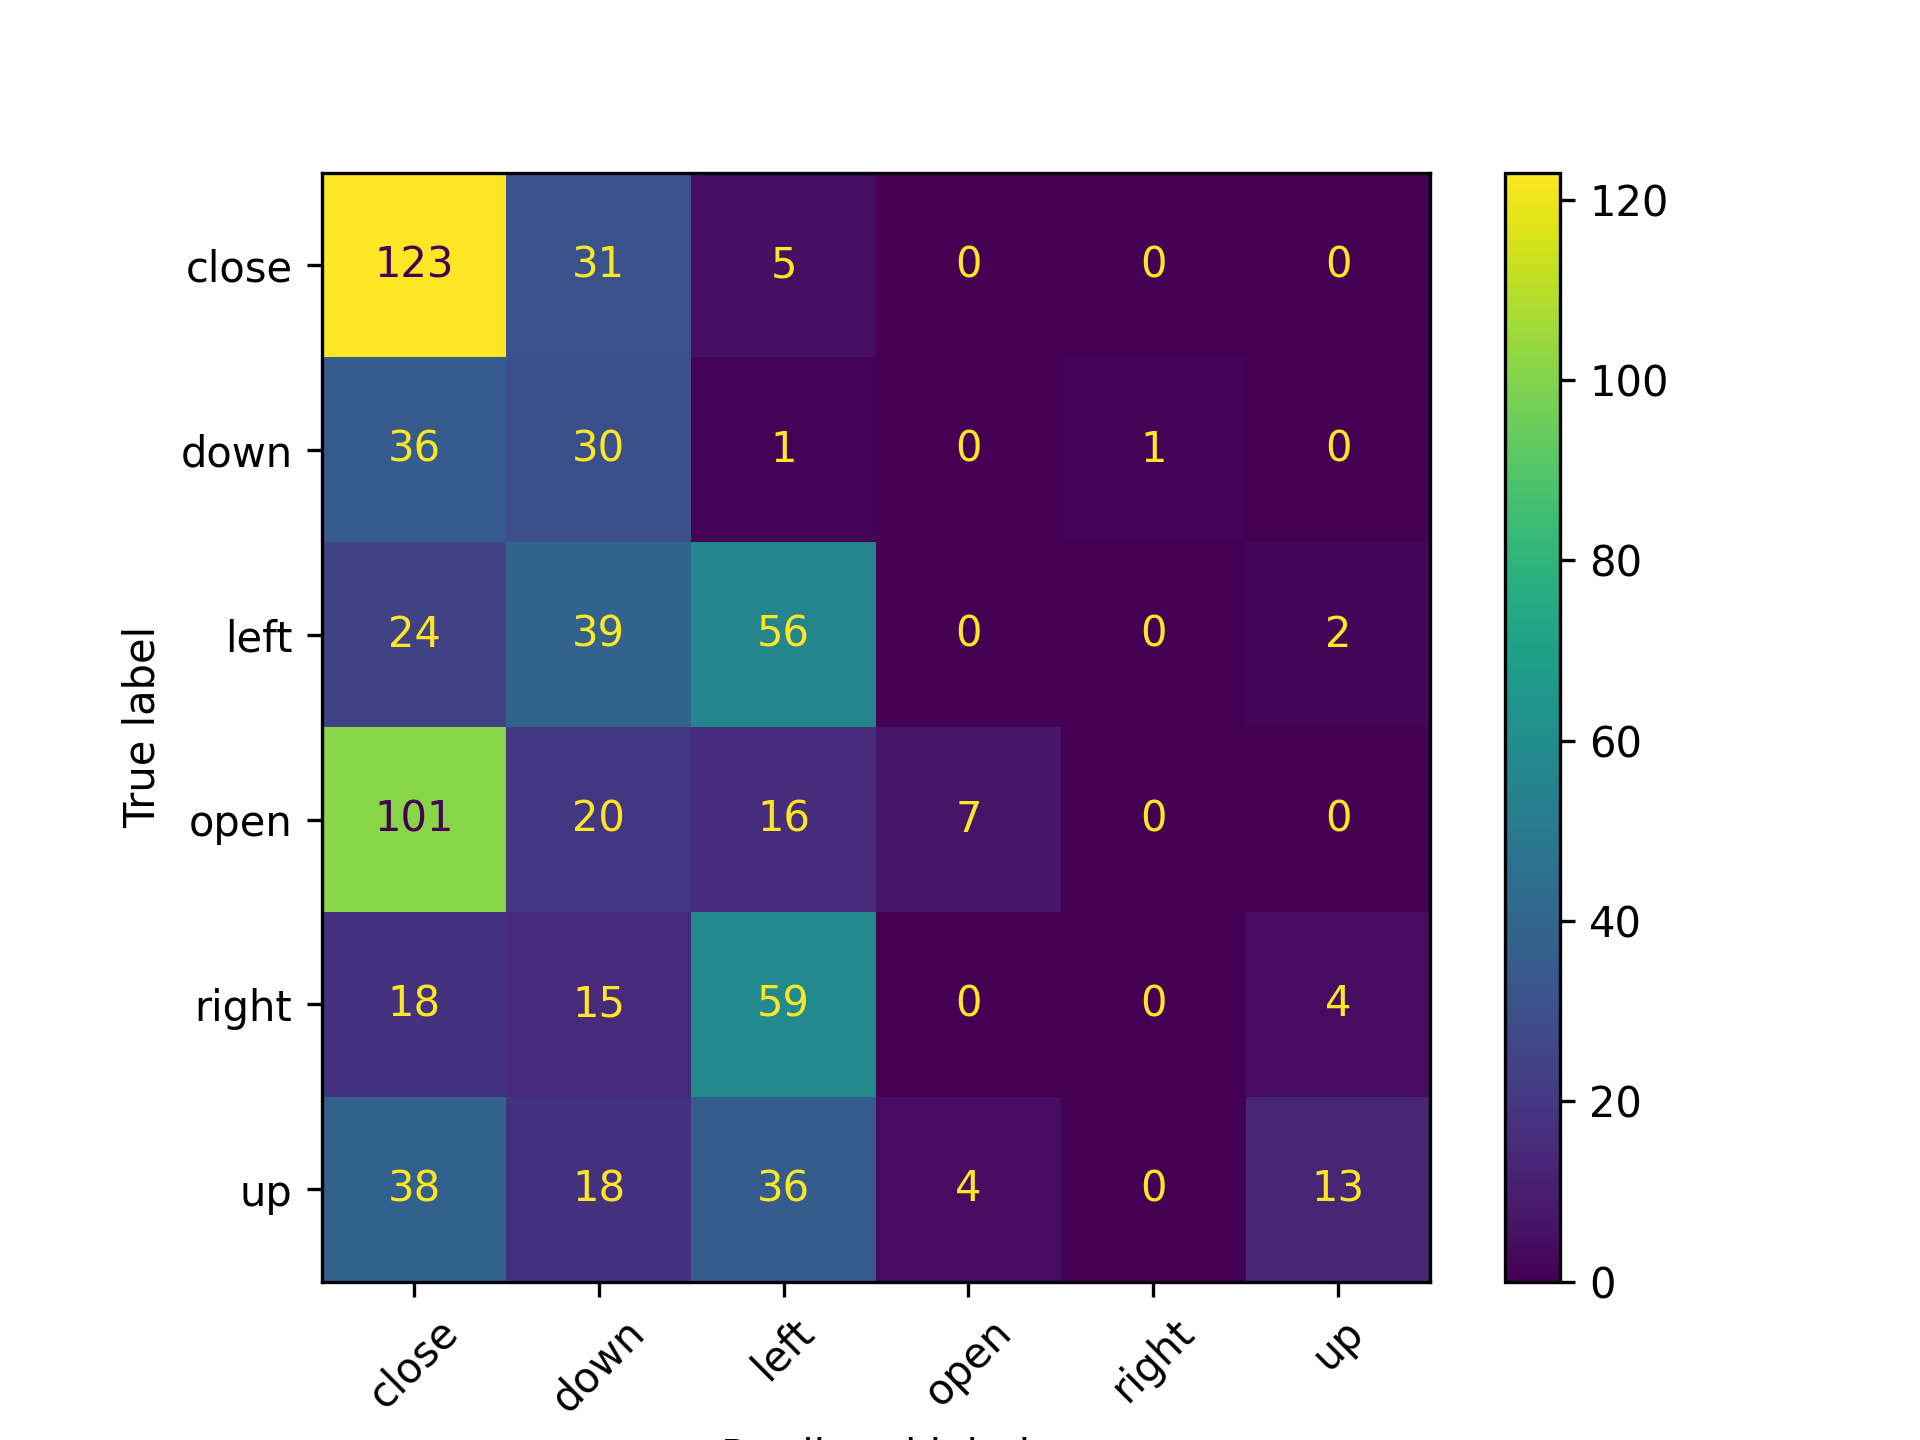 120
close 123 31 5 0 0 0
100
down 36 30 1 0 1 0
80
left 24 39 56 0 0 2
60
True label
open 101 20 16 7 0 0
40
right 18 15 59 0 0 4
20
up 38 18 36 4 0 13
0
close down left open right up